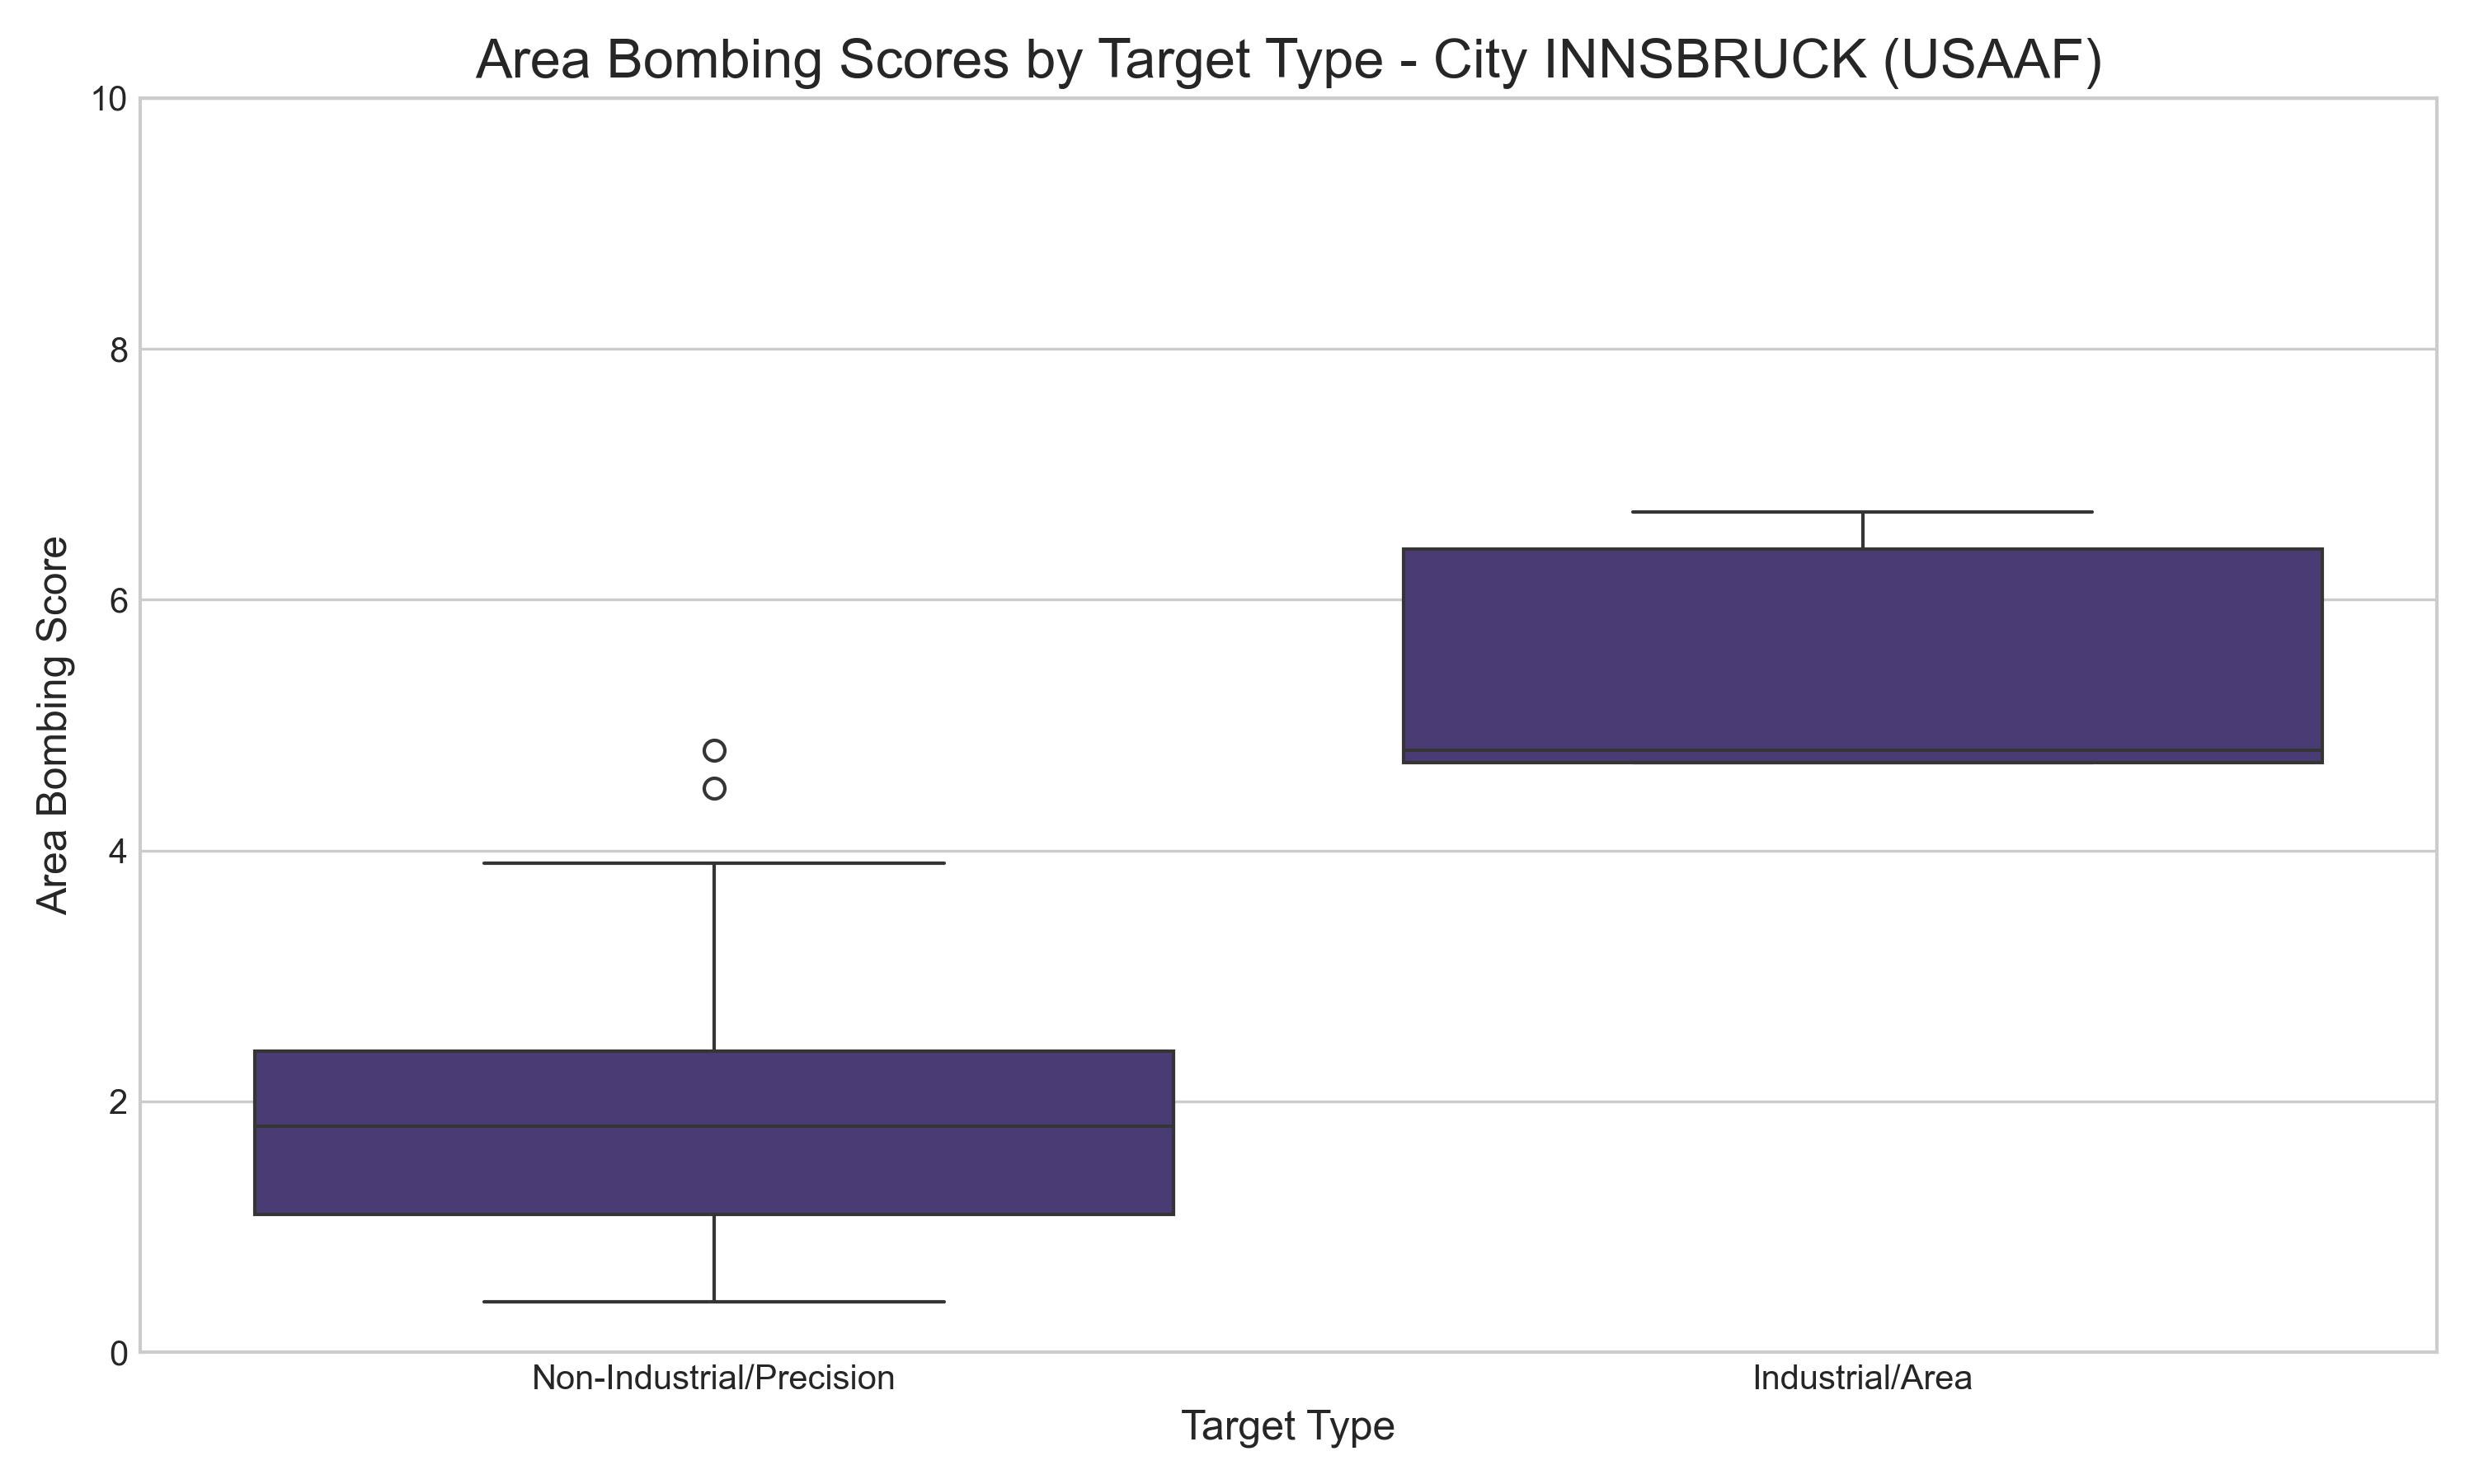 Area Bombing Scores by Target Type - City INNSBRUCK (USAAF)
10
8
6
4
2
0
Area Bombing Score
Non-Industrial/Precision
Industrial/Area
Target Type